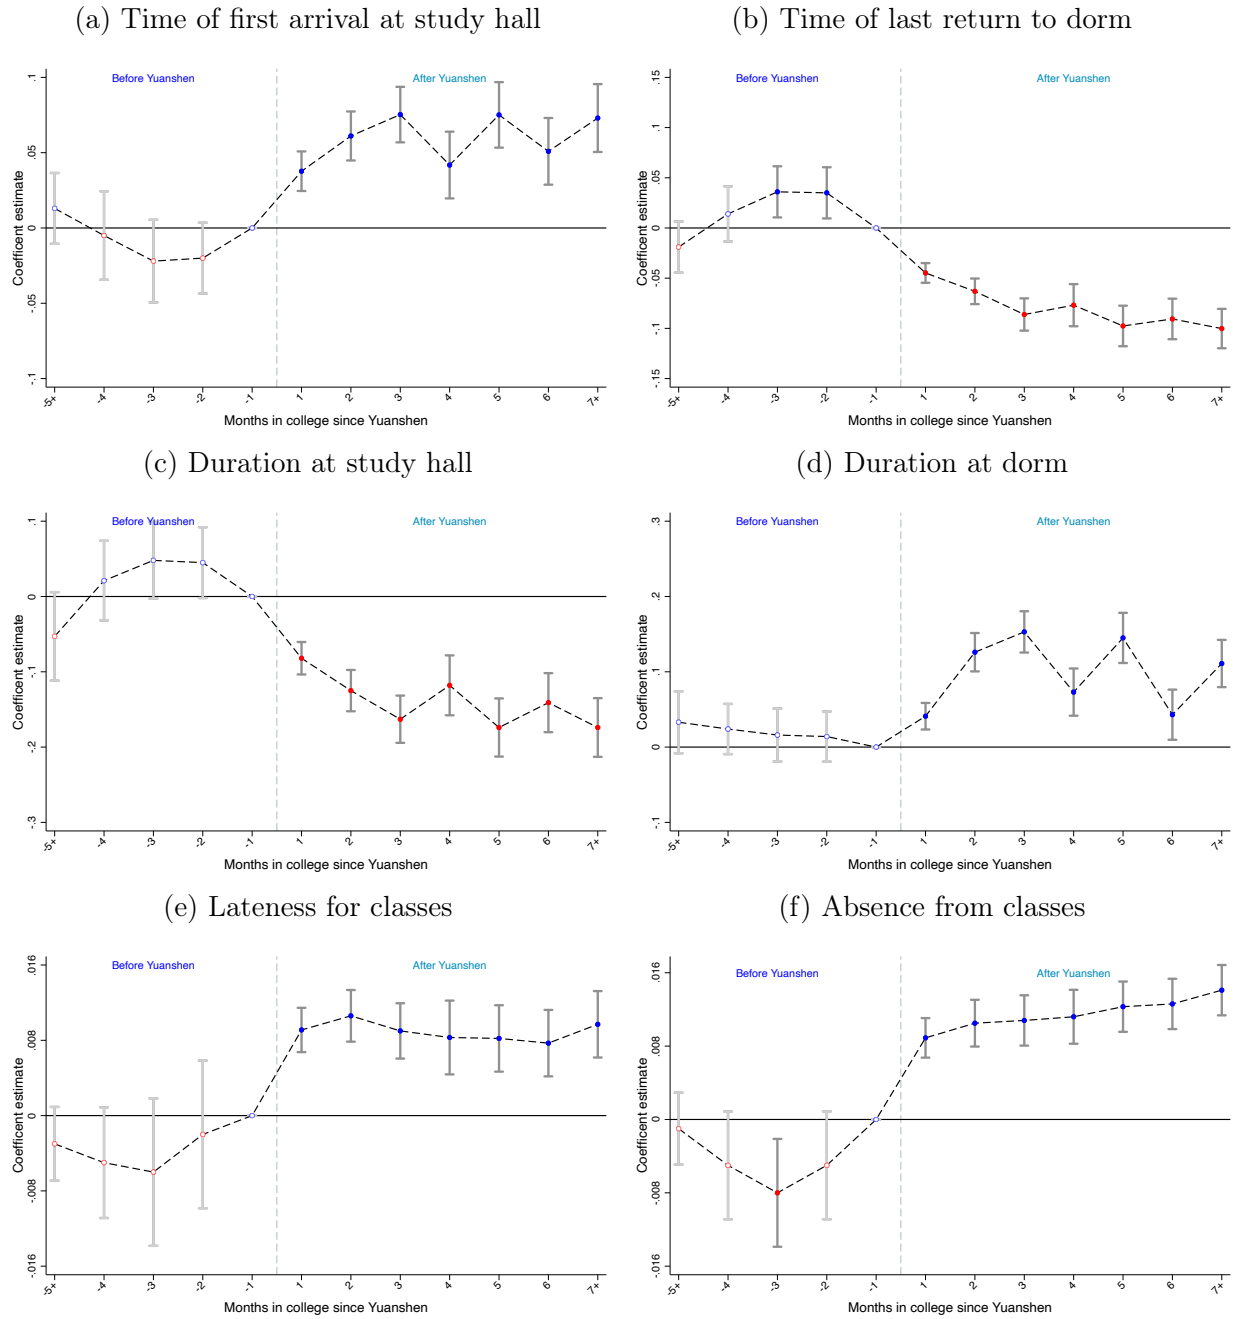 (a) Time of first arrival at study hall
Before Yuanshen
After Yuanshen
Coefficent estimate
.1
.05
0
-.05
-.1
-5+ -4 -3 -2 -1 1 2 3 4 5 6 7+
Months in college since Yuanshen
(b) Time of last return to dorm
Before Yuanshen
After Yuanshen
Coefficent estimate
.15
.1
.05
0
-.05
-.1
-.15
-5+ -4 -3 -2 -1 1 2 3 4 5 6 7+
Months in college since Yuanshen
(c) Duration at study hall
Before Yuanshen
After Yuanshen
Coefficent estimate
.1
0
-.1
-.2
-.3
-5+ -4 -3 -2 -1 1 2 3 4 5 6 7+
Months in college since Yuanshen
(d) Duration at dorm
Before Yuanshen
After Yuanshen
Coefficent estimate
.3
.2
.1
0
-.1
-5+ -4 -3 -2 -1 1 2 3 4 5 6 7+
Months in college since Yuanshen
(e) Lateness for classes
Before Yuanshen
After Yuanshen
Coefficent estimate
.016
.008
0
-.008
-.016
-5+ -4 -3 -2 -1 1 2 3 4 5 6 7+
Months in college since Yuanshen
(f) Absence from classes
Before Yuanshen
After Yuanshen
Coefficent estimate
.016
.008
0
-.008
-.016
-5+ -4 -3 -2 -1 1 2 3 4 5 6 7+
Months in college since Yuanshen